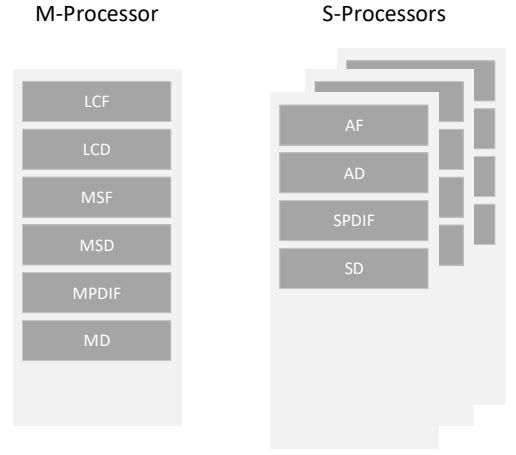 M-Processor
S-Processors
LCF
LCD
MSF
MSD
MPDIF
MD
AF
AD
SPDIF
SD